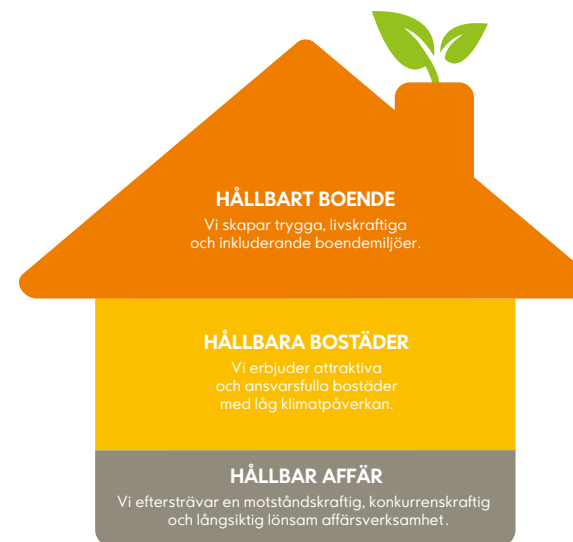 HÅLLBART BOENDE
Vi skapar trygga, livskraftiga
och inkluderande boendemiljöer.
HÅLLBARA BOSTÄDER
Vi erbjuder attraktiva
och ansvarsfulla bostäder
med låg klimatpåverkan.
HÅLLBAR AFFÄR
Vi eftersträvar en motståndskraftig, konkurrenskraftig
och långsiktig lönsam affärsverksamhet.